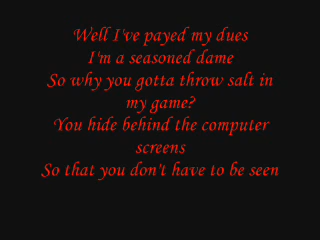 Well I've payed my dues
I'm a seasoned dame
So why you gotta throw salt in
my game?
You hide behind the computer
screens
So that you don't have to be seen